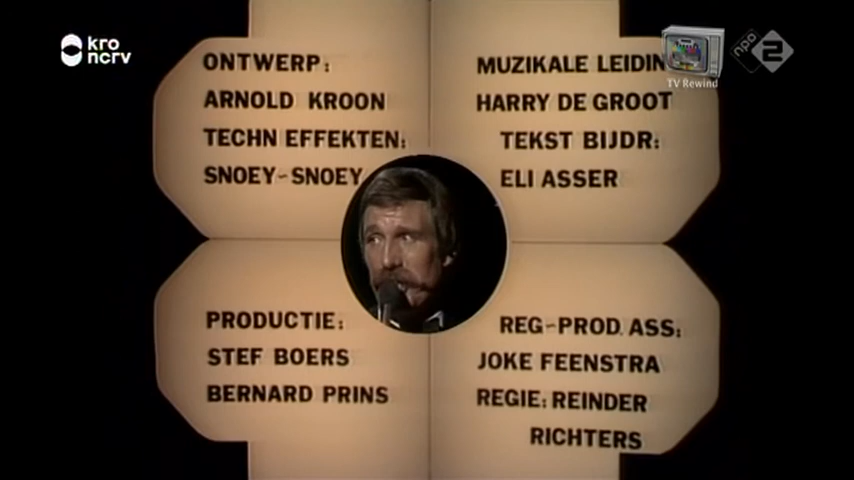 kro
ncrv
TV Rewind
npo 2
ONTWERP:
ARNOLD KROON
TECHN EFFEKTEN:
SNOEY-SNOEY
MUZIKALE LEIDIN
HARRY DE GROOT
TEKST BIJDR:
ELI ASSER
PRODUCTIE:
STEF BOERS
BERNARD PRINS
REG-PROD. ASS:
JOKE FEENSTRA
REGIE: REINDER
RICHTERS